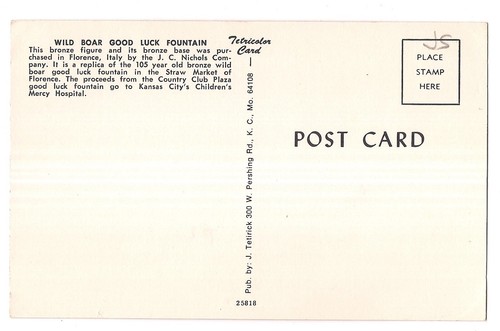 WILD BOAR GOOD LUCK FOUNTAIN
This bronze figure and its bronze base was pur-
chased in Florence, Italy by the J. C. Nichols Com-
pany. It is a replica of the 105 year old bronze wild
boar good luck fountain in the Straw Market of
Florence. The proceeds from the Country Club Plaza
good luck fountain go to Kansas City's Children's
Mercy Hospital.
Tetricolor
Card
Pub. by: J. Tetirick 300 W. Pershing Rd., K. C., Mo. 64108 —
25818
JS
PLACE
STAMP
HERE
POST CARD